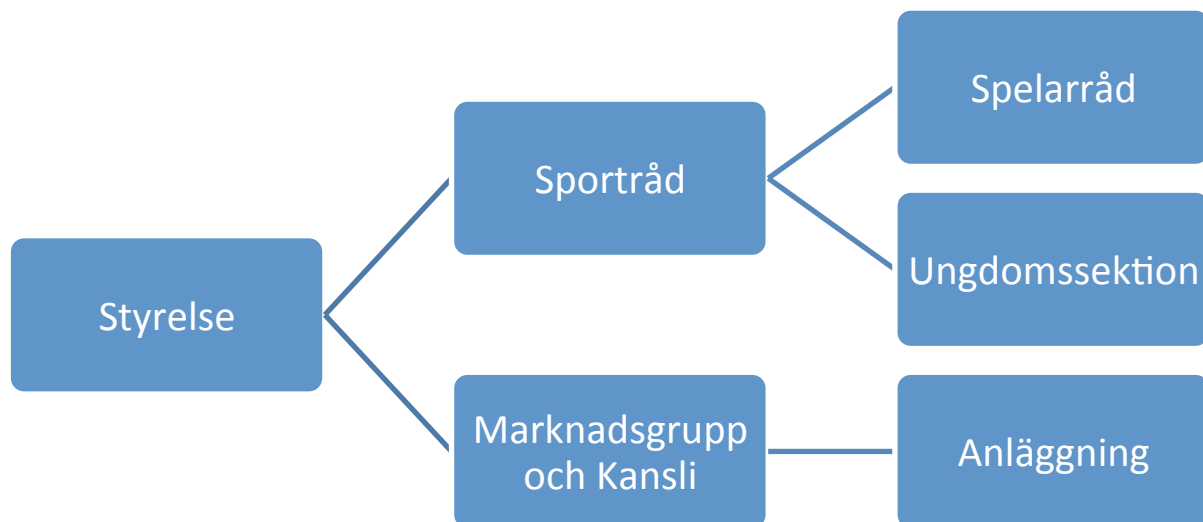 Styrelse
Sportråd
Spelarråd
Ungdomssektion
Marknadsgrupp
och Kansli
Anläggning